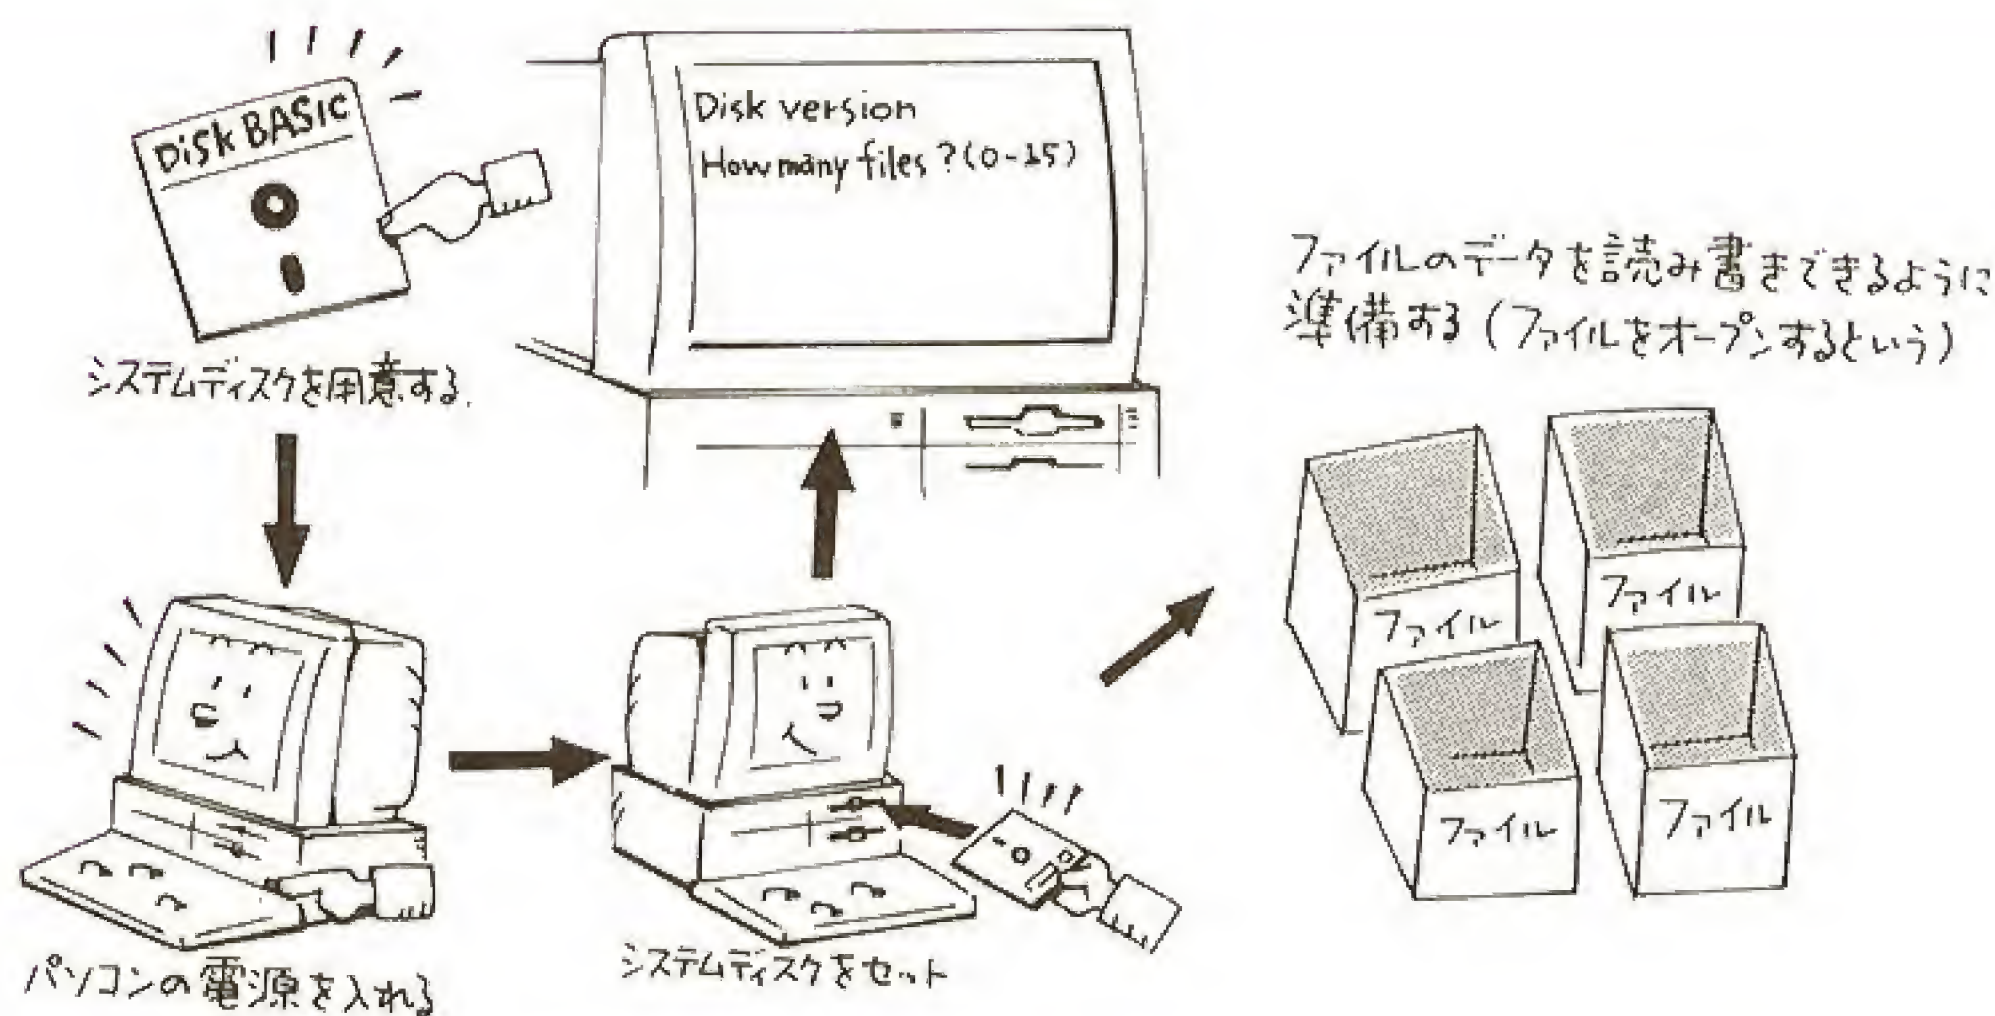 Disk BASIC
システムディスクを用意する.
Disk version
How many files ? (0-15)
パソコンの電源を入れる
システムディスクをセット
ファイルのデータを読み書きできるように
準備する (ファイルをオープンするという)
ファイル
ファイル
ファイル
ファイル